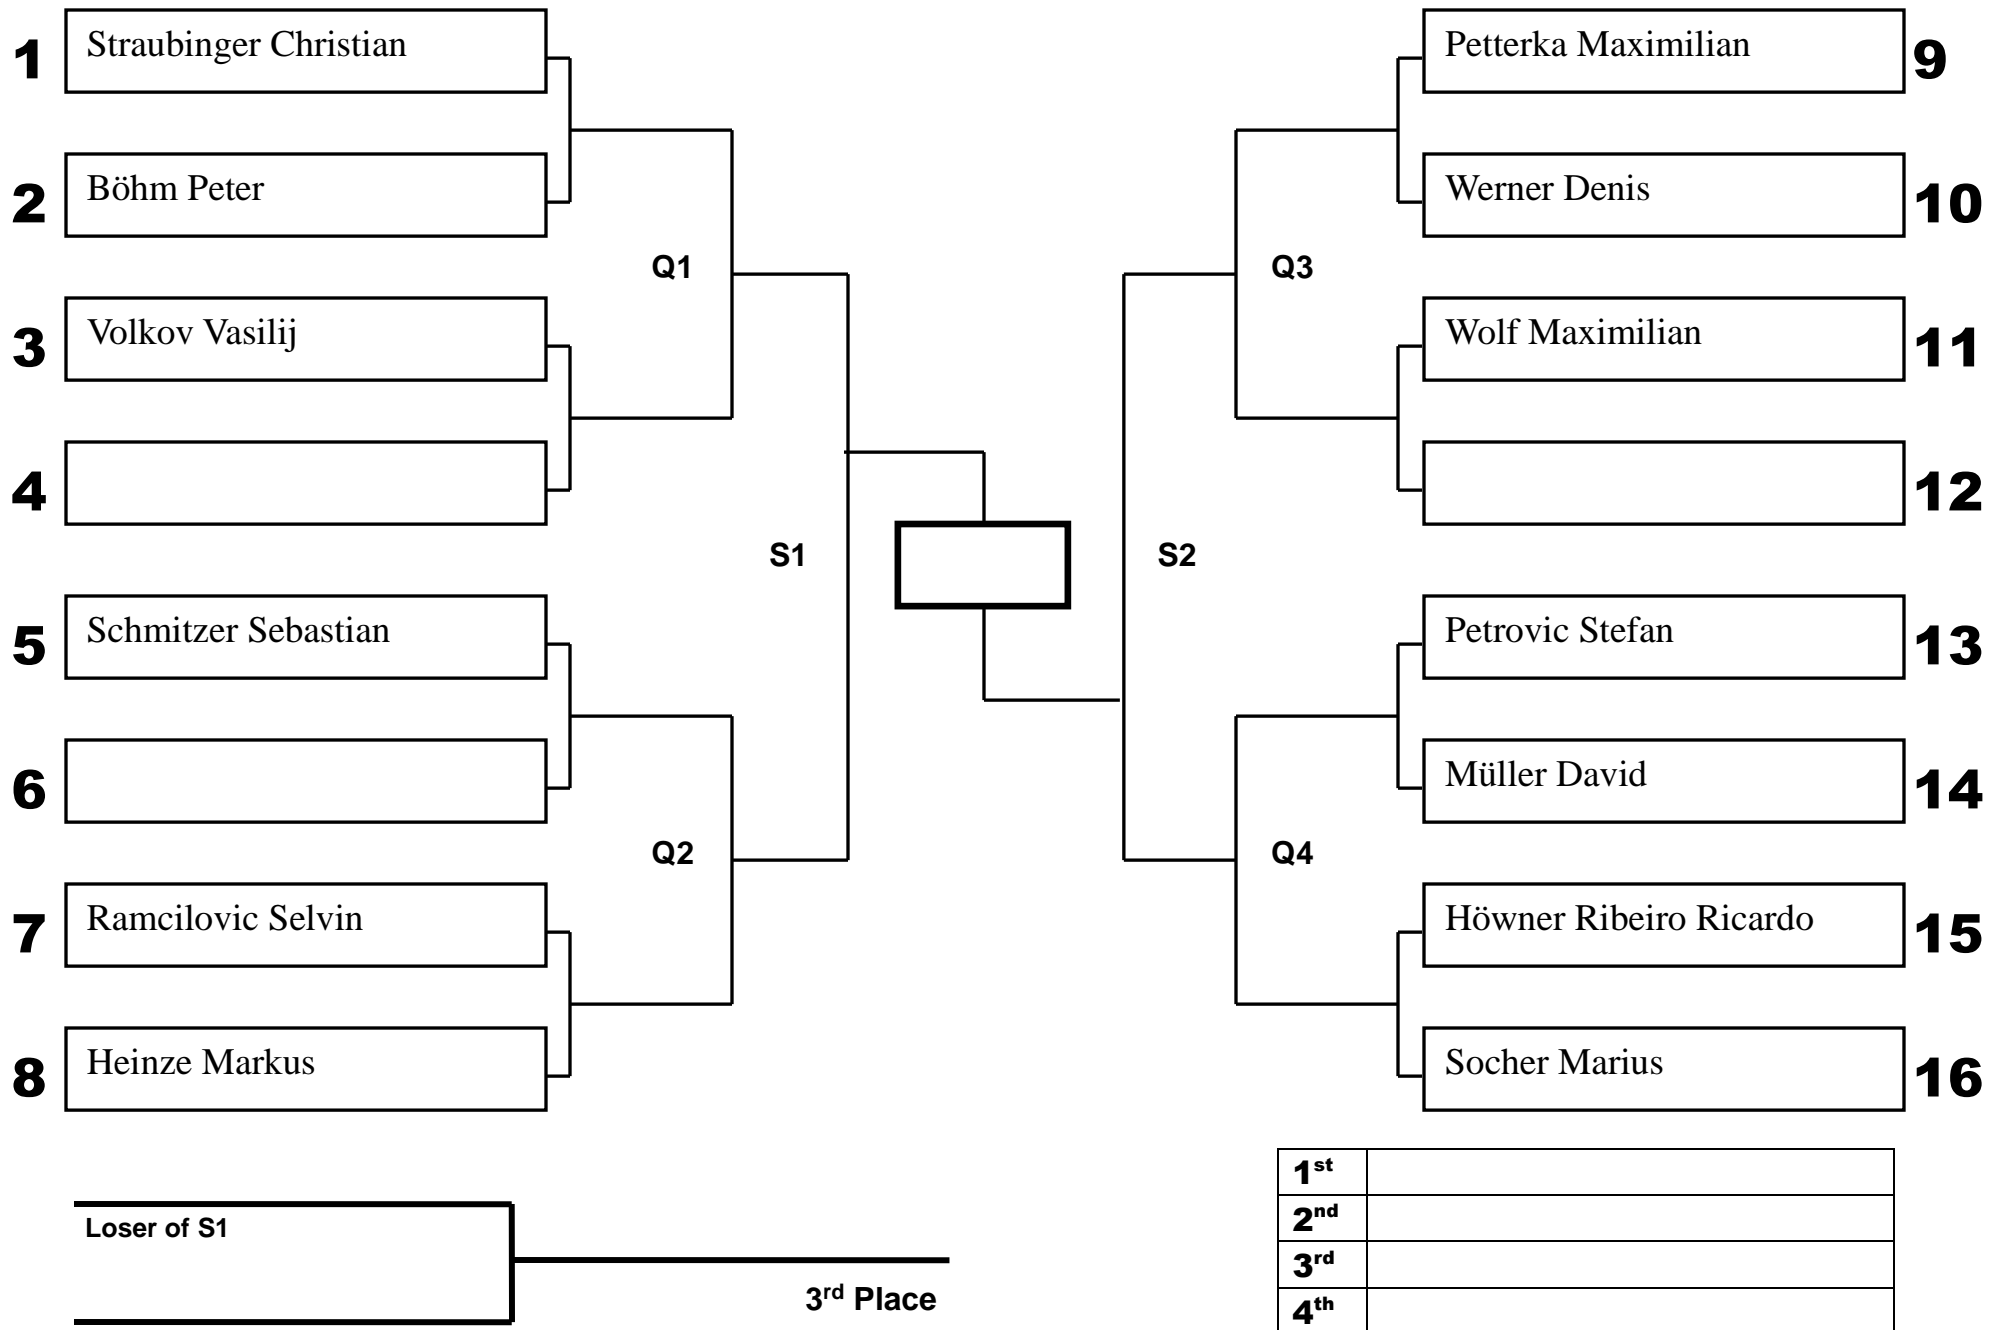 1 Straubinger Christian
2 Böhm Peter
Q1
3 Volkov Vasilij
4
S1
5 Schmitzer Sebastian
6
Q2
7 Ramcilovic Selvin
8 Heinze Markus
Petterka Maximilian 9
Werner Denis 10
Q3
Wolf Maximilian 11
12
S2
Petrovic Stefan 13
Müller David 14
Q4
Höwner Ribeiro Ricardo 15
Socher Marius 16
Loser of S1
3rd Place
1st
2nd
3rd
4th